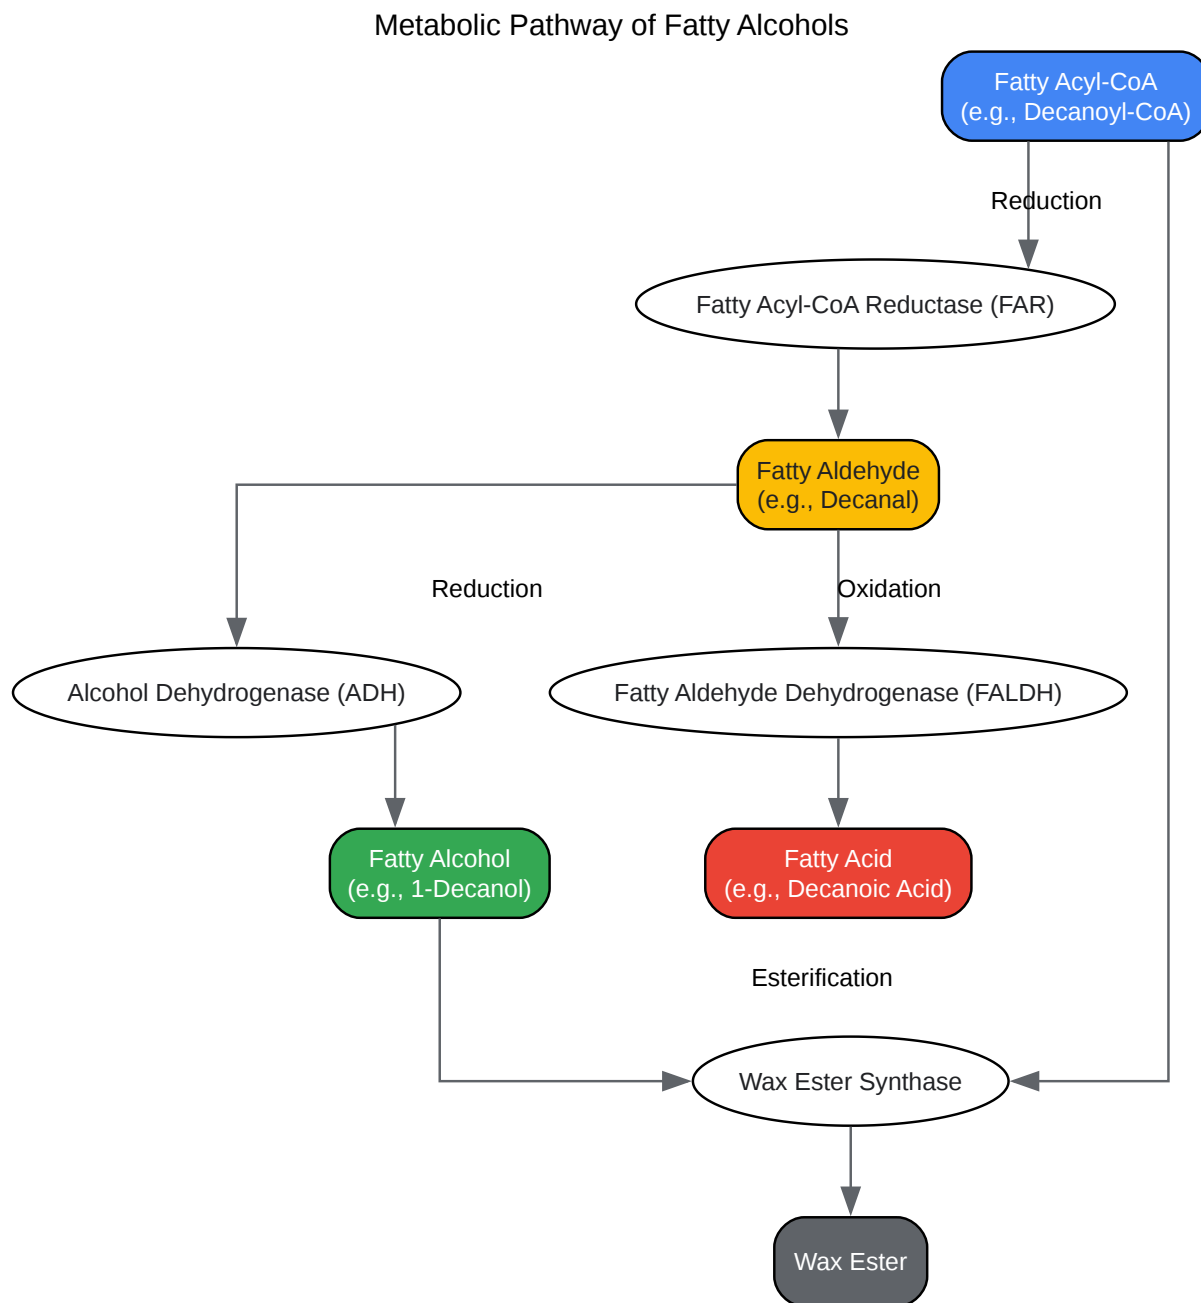 Metabolic Pathway of Fatty Alcohols
Fatty Acyl-CoA
(e.g., Decanoyl-CoA)
Reduction
Fatty Acyl-CoA Reductase (FAR)
Fatty Aldehyde
(e.g., Decanal)
Reduction
Oxidation
Alcohol Dehydrogenase (ADH)
Fatty Aldehyde Dehydrogenase (FALDH)
Fatty Alcohol
(e.g., 1-Decanol)
Fatty Acid
(e.g., Decanoic Acid)
Esterification
Wax Ester Synthase
Wax Ester